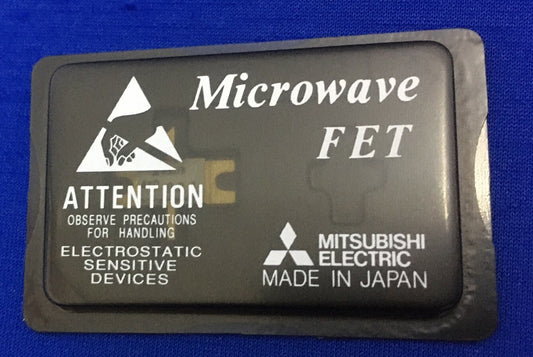 Microwave
FET
ATTENTION
OBSERVE PRECAUTIONS
FOR HANDLING
ELECTROSTATIC
SENSITIVE
DEVICES
MITSUBISHI
ELECTRIC
MADE IN JAPAN